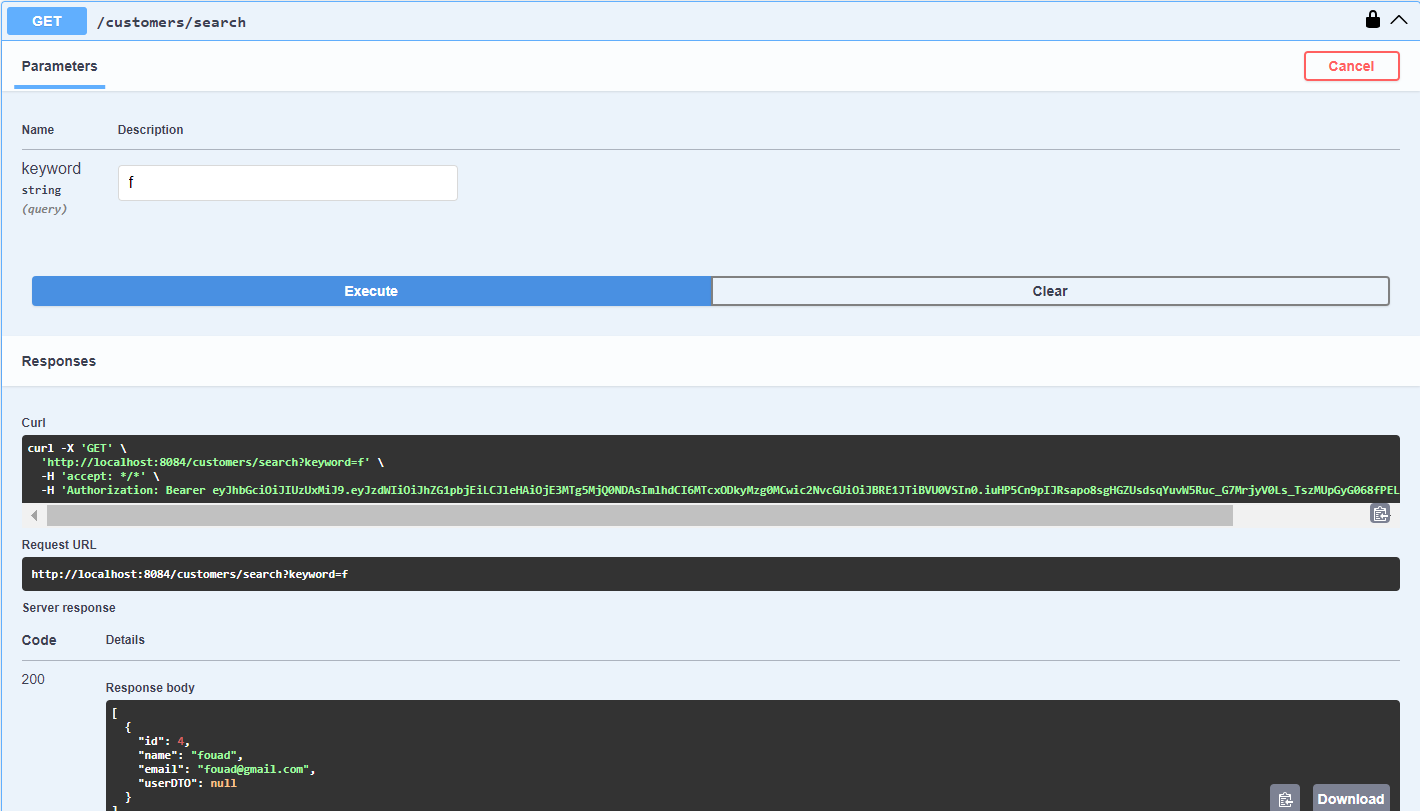 GET /customers/search
Parameters
Cancel
Name Description
keyword
string
(query)
f
Execute
Clear
Responses
Curl
curl -X 'GET' \
'http://localhost:8084/customers/search?keyword=f' \
-H 'accept: */*' \
-H 'Authorization: Bearer eyJhbGciOiJIUzUxMiJ9.eyJzdWIiOiJhZG1pbjEiLCJleHAiOjE3MTg5MjQ0NDAsImlhdCI6MTcxODkyMzg0MCwic2NvcGUiOiJBRE1JTiBVU0VSIn0.iuHP5Cn9pIJRsapo8sgHGZUsdsqYuvW5Ruc_G7MrjyV0Ls_TszMUpGyG068fPEL
Request URL
http://localhost:8084/customers/search?keyword=f
Server response
Code Details
200
Response body
[
{
"id": 4,
"name": "fouad",
"email": "fouad@gmail.com",
"userDTO": null
}
]
Download